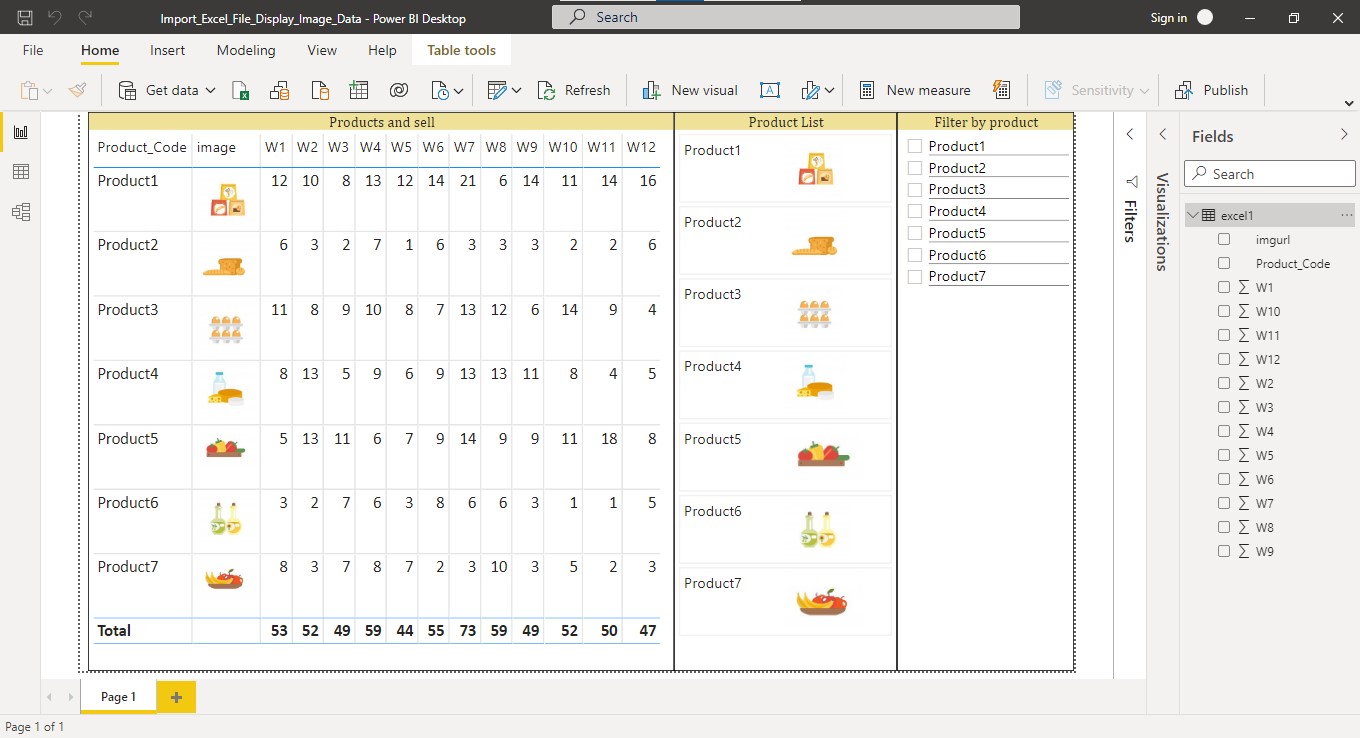 Import_Excel_File_Display_Image_Data - Power BI Desktop
Search
Sign in
File Home Insert Modeling View Help Table tools
Get data Refresh New visual New measure Sensitivity Publish
Products and sell
Product_Code image W1 W2 W3 W4 W5 W6 W7 W8 W9 W10 W11 W12
Product1 12 10 8 13 12 14 21 6 14 11 14 16
Product2 6 3 2 7 1 6 3 3 3 2 2 6
Product3 11 8 9 10 8 7 13 12 6 14 9 4
Product4 8 13 5 9 6 9 13 13 11 8 4 5
Product5 5 13 11 6 7 9 14 9 9 11 18 8
Product6 3 2 7 6 3 8 6 6 3 1 1 5
Product7 8 3 7 8 7 2 3 10 3 5 2 3
Total 53 52 49 59 44 55 73 59 49 52 50 47
Product List
Product1
Product2
Product3
Product4
Product5
Product6
Product7
Filter by product
Product1
Product2
Product3
Product4
Product5
Product6
Product7
Filters
Visualizations
Fields
Search
excel1
imgurl
Product_Code
W1
W10
W11
W12
W2
W3
W4
W5
W6
W7
W8
W9
Page 1
Page 1 of 1